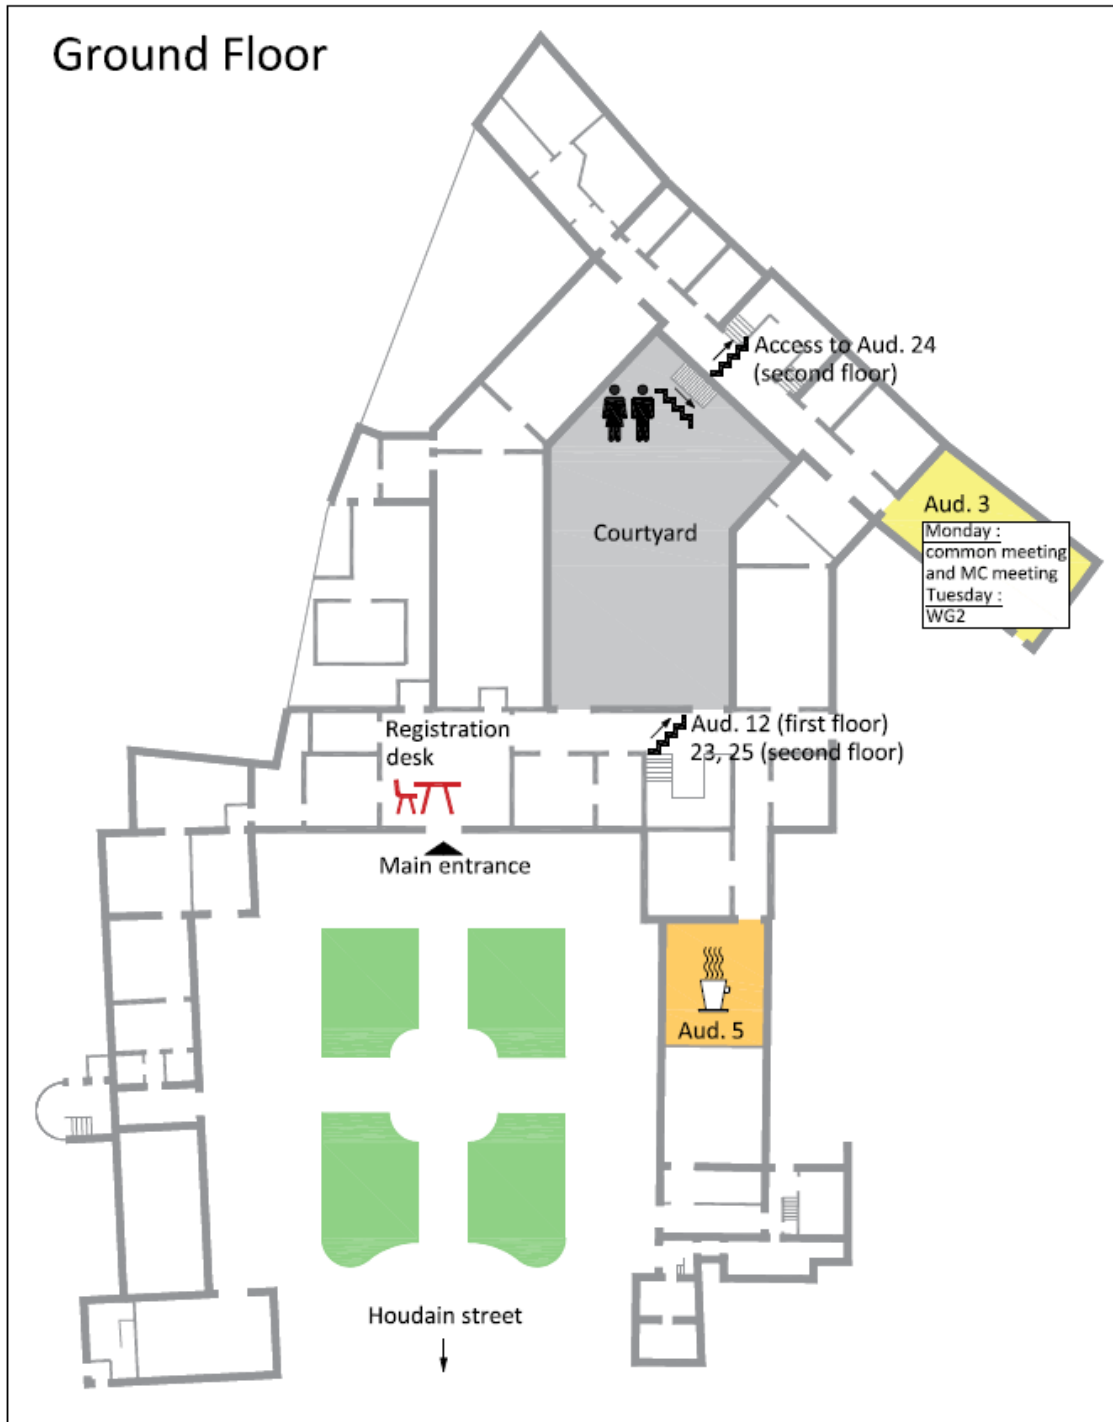 Ground Floor
Access to Aud. 24
(second floor)
Aud. 3
Monday :
common meeting
and MC meeting
Tuesday :
WG2
Courtyard
Registration
desk
Aud. 12 (first floor)
23, 25 (second floor)
Main entrance
Aud. 5
Houdain street